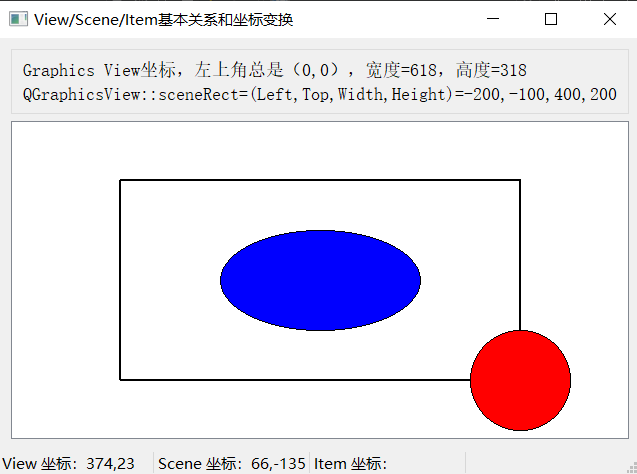 View/Scene/Item基本关系和坐标变换
Graphics View坐标，左上角总是（0,0），宽度=618，高度=318
QGraphicsView::sceneRect=(Left,Top,Width,Height)=-200,-100,400,200
View 坐标：374,23 Scene 坐标：66,-135 Item 坐标：